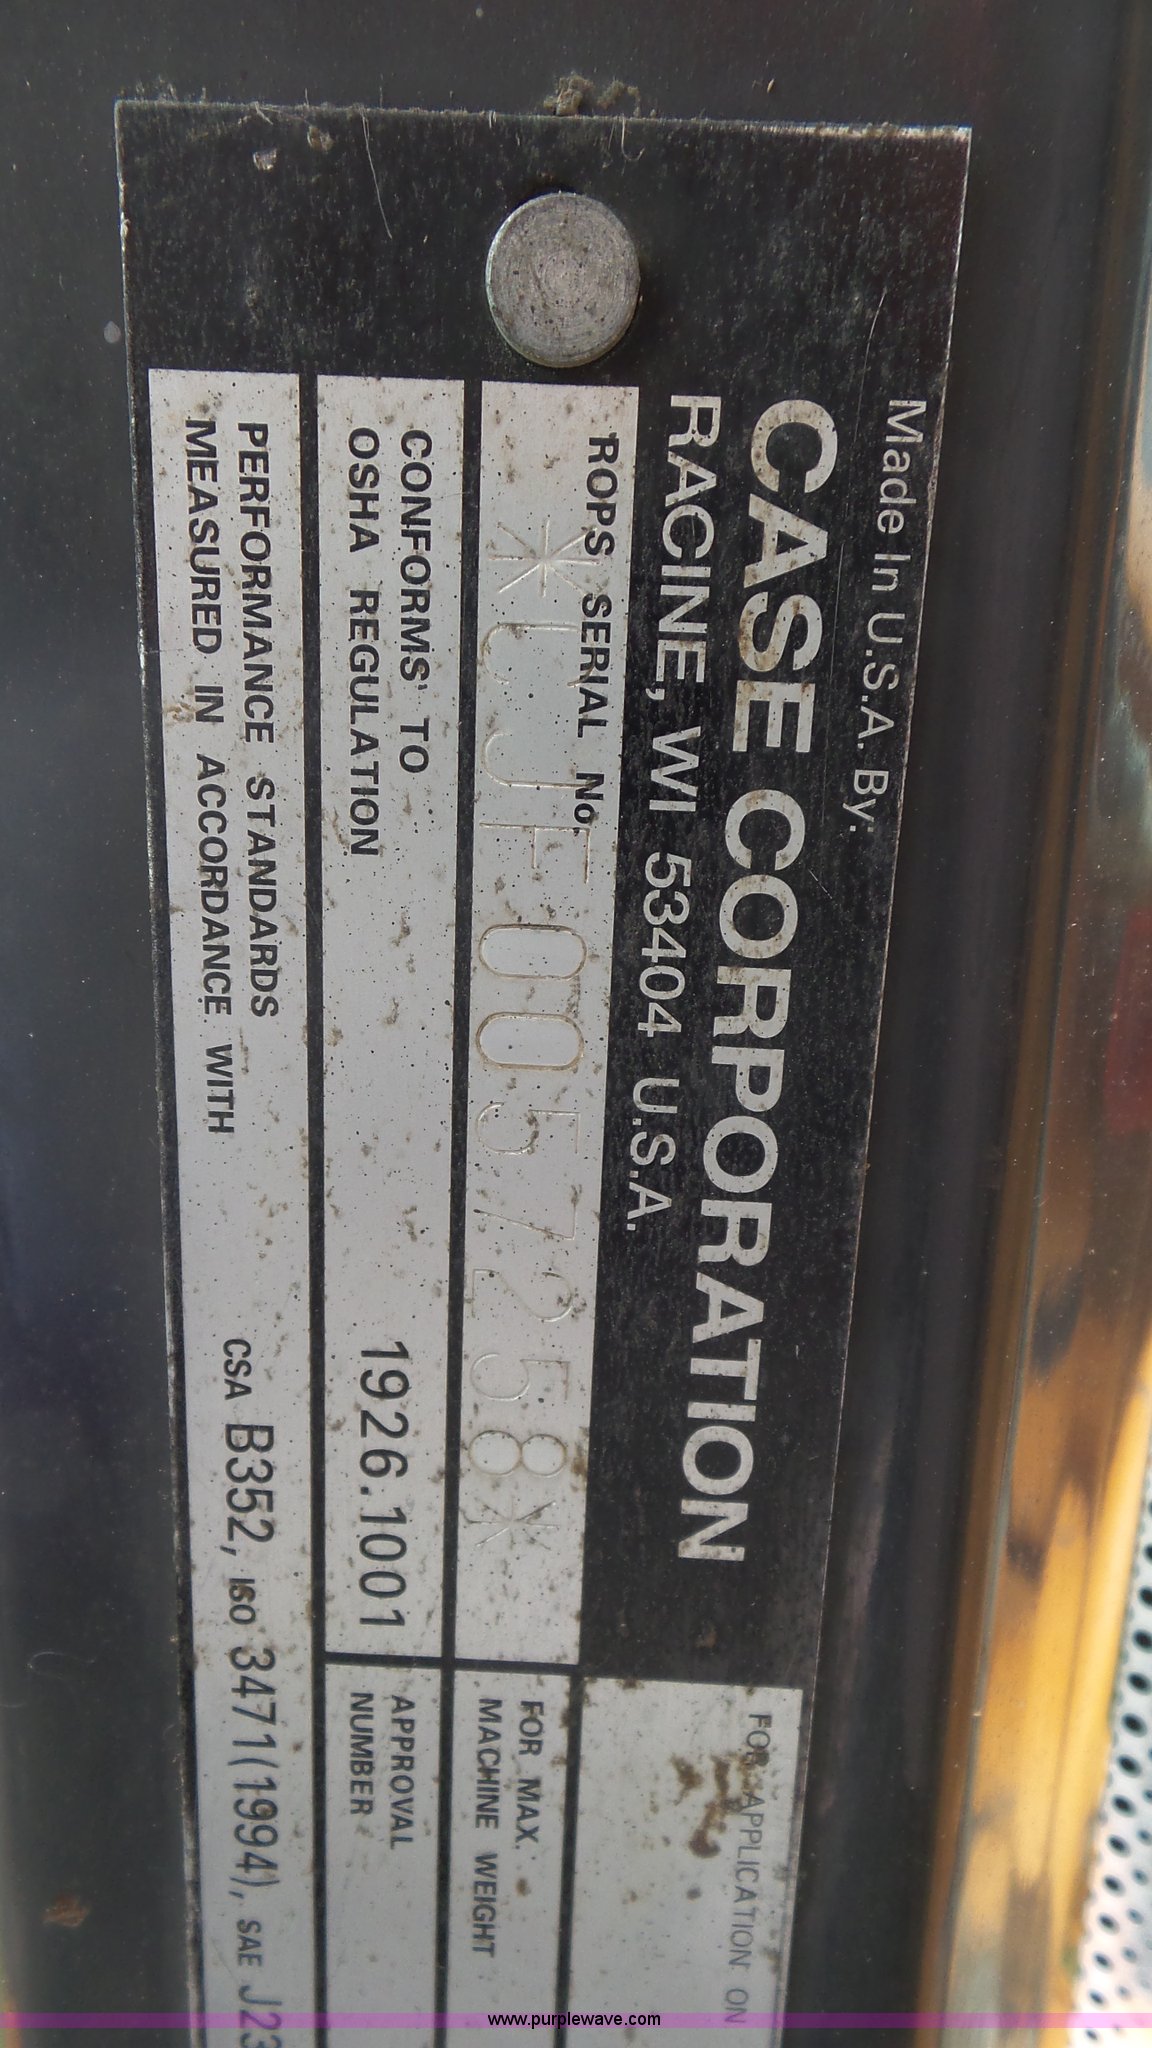 Made In U.S.A. By:
CASE CORPORATION
RACINE, WI 53404 U.S.A.
FOR APPLICATION ON
ROPS SERIAL No.
*JJF0057258*
FOR MAX.
MACHINE WEIGHT
CONFORMS TO
OSHA REGULATION
1926.1001
APPROVAL
NUMBER
PERFORMANCE STANDARDS
MEASURED IN ACCORDANCE WITH
CSA B352, ISO 3471(1994), SAE J23
www.purplewave.com